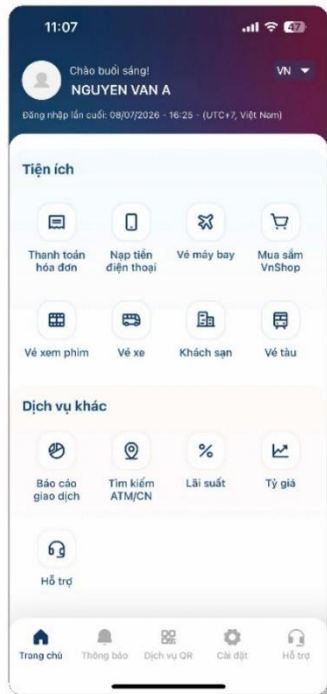 11:07
47
Chào buổi sáng!
VN
NGUYEN VAN A
Đăng nhập lần cuối: 08/07/2026 - 16:25 - (UTC+7, Việt Nam)
Tiện ích
Thanh toán hóa đơn
Nạp tiền điện thoại
Vé máy bay
Mua sắm VnShop
Vé xem phim
Vé xe
Khách sạn
Vé tàu
Dịch vụ khác
Báo cáo giao dịch
Tìm kiếm ATM/CN
Lãi suất
Tỷ giá
Hỗ trợ
Trang chủ
Thông báo
Dịch vụ QR
Cài đặt
Hỗ trợ